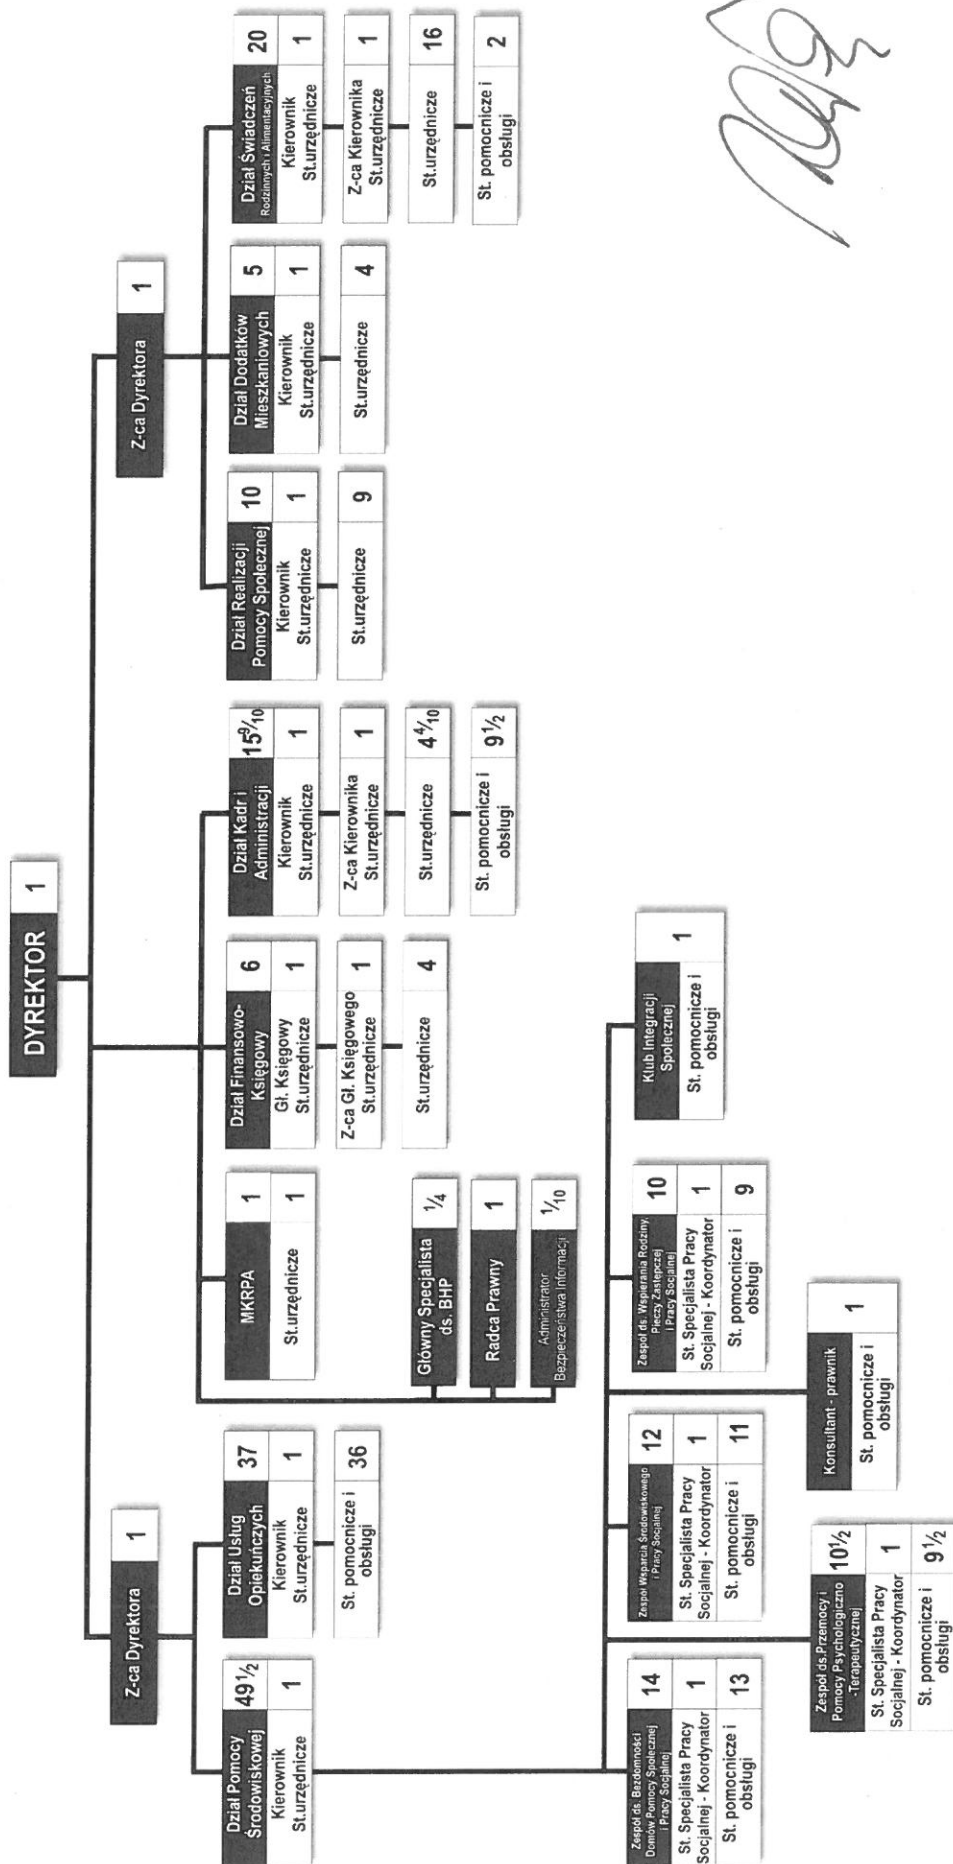 DYREKTOR 1
Z-ca Dyrektora 1
Z-ca Dyrektora 1
Dział Pomocy 49½
Środowiskowej
Kierownik 1
St.urzędnicze
Dział Usług 37
Opiekuńczych
Kierownik 1
St.urzędnicze
St. pomocnicze i 36
obsługi
MKRPA 1
St.urzędnicze 1
Główny Specjalista ¼
ds. BHP
Radca Prawny 1
Administrator 1/10
Bezpieczeństwa Informacji
Dział Finansowo- 6
Księgowy
Gł. Księgowy 1
St.urzędnicze
Z-ca Gł. Księgowego 1
St.urzędnicze
St.urzędnicze 4
Dział Kadr i 15 9/10
Administracji
Kierownik 1
St.urzędnicze
Z-ca Kierownika 1
St.urzędnicze
St.urzędnicze 4 4/10
St. pomocnicze i 9½
obsługi
Dział Realizacji 10
Pomocy Społecznej
Kierownik 1
St.urzędnicze
St.urzędnicze 9
Dział Dodatków 5
Mieszkaniowych
Kierownik 1
St.urzędnicze
St.urzędnicze 4
Dział Świadczeń 20
Rodzinnych i Alimentacyjnych
Kierownik 1
St.urzędnicze
Z-ca Kierownika 1
St.urzędnicze
St.urzędnicze 16
St. pomocnicze i 2
obsługi
Zespół ds. Bezdomności 14
Domów Pomocy Społecznej
i Pracy Socjalnej
St. Specjalista Pracy 1
Socjalnej - Koordynator
St. pomocnicze i 13
obsługi
Zespół ds.Przemocy i 10½
Pomocy Psychologiczno
-Terapeutycznej
St. Specjalista Pracy 1
Socjalnej - Koordynator
St. pomocnicze i 9½
obsługi
Zespół Wsparcia Środowiskowego 12
i Pracy Socjalnej
St. Specjalista Pracy 1
Socjalnej - Koordynator
St. pomocnicze i 11
obsługi
Konsultant - prawnik 1
St. pomocnicze i
obsługi
Zespół ds. Wspierania Rodziny, 10
Pieczy Zastępczej
i Pracy Socjalnej
St. Specjalista Pracy 1
Socjalnej - Koordynator
St. pomocnicze i 9
obsługi
Klub Integracji 1
Społecznej
St. pomocnicze i
obsługi